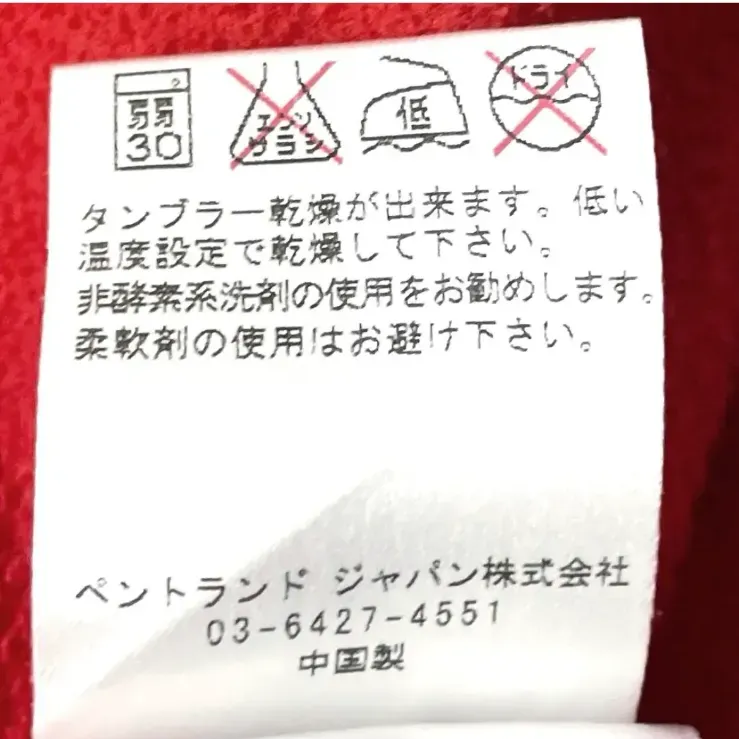 弱 30
エンソ サラシ
低
ドライ
タンブラー乾燥が出来ます。低い
温度設定で乾燥して下さい。
非酵素系洗剤の使用をお勧めします。
柔軟剤の使用はお避け下さい。
ペントランド ジャパン株式会社
03-6427-4551
中国製